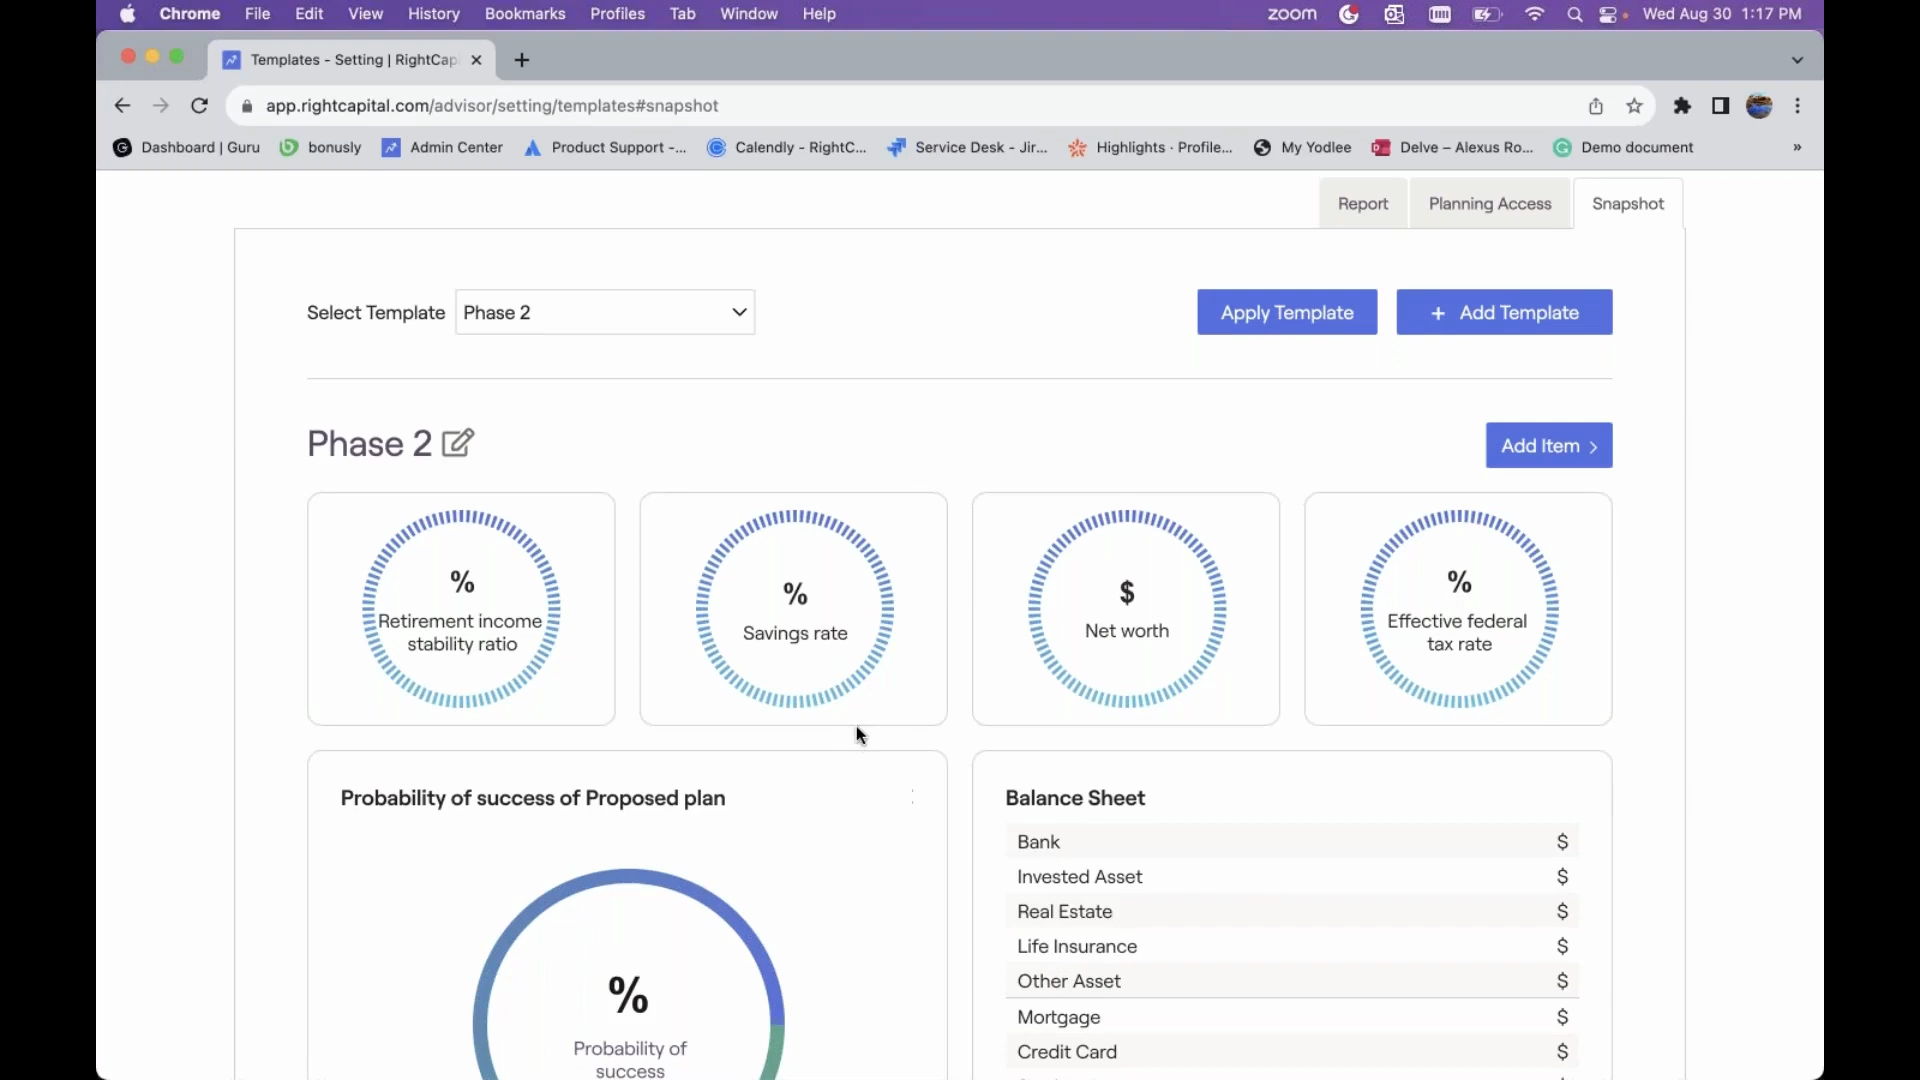 Chrome File Edit View History Bookmarks Profiles Tab Window Help zoom Wed Aug 30 1:17 PM
Templates - Setting | RightCap
app.rightcapital.com/advisor/setting/templates#snapshot
Dashboard | Guru bonusly Admin Center Product Support -... Calendly - RightC... Service Desk - Jir... Highlights · Profile... My Yodlee Delve – Alexus Ro... Demo document »
Report Planning Access Snapshot
Select Template Phase 2 Apply Template + Add Template
Phase 2 Add Item >
% % $ %
Retirement income Savings rate Net worth Effective federal
stability ratio tax rate
Probability of success of Proposed plan
%
Probability of
success
Balance Sheet
Bank $
Invested Asset $
Real Estate $
Life Insurance $
Other Asset $
Mortgage $
Credit Card $